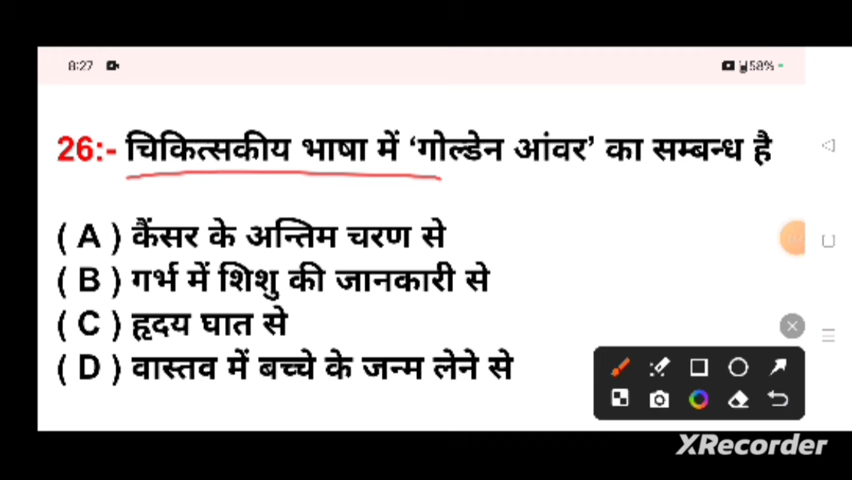 8:27
58%
26:- चिकित्सकीय भाषा में ‘गोल्डेन आंवर’ का सम्बन्ध है
( A ) कैंसर के अन्तिम चरण से
( B ) गर्भ में शिशु की जानकारी से
( C ) हृदय घात से
( D ) वास्तव में बच्चे के जन्म लेने से
XRecorder